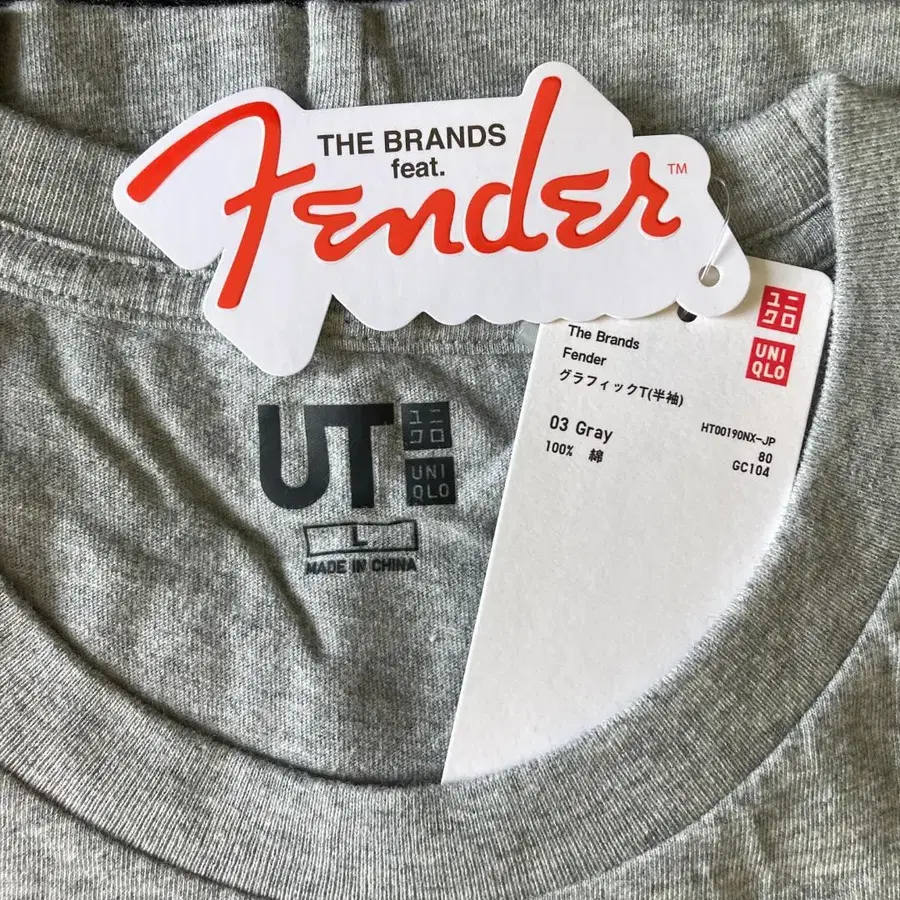 THE BRANDS
feat.
Fender™
ユニ
クロ
UNI
QLO
The Brands
Fender
グラフィックT(半袖)
03 Gray
100% 綿
HT00190NX-JP
80
GC104
UT
ユニ
クロ
UNI
QLO
L
MADE IN CHINA